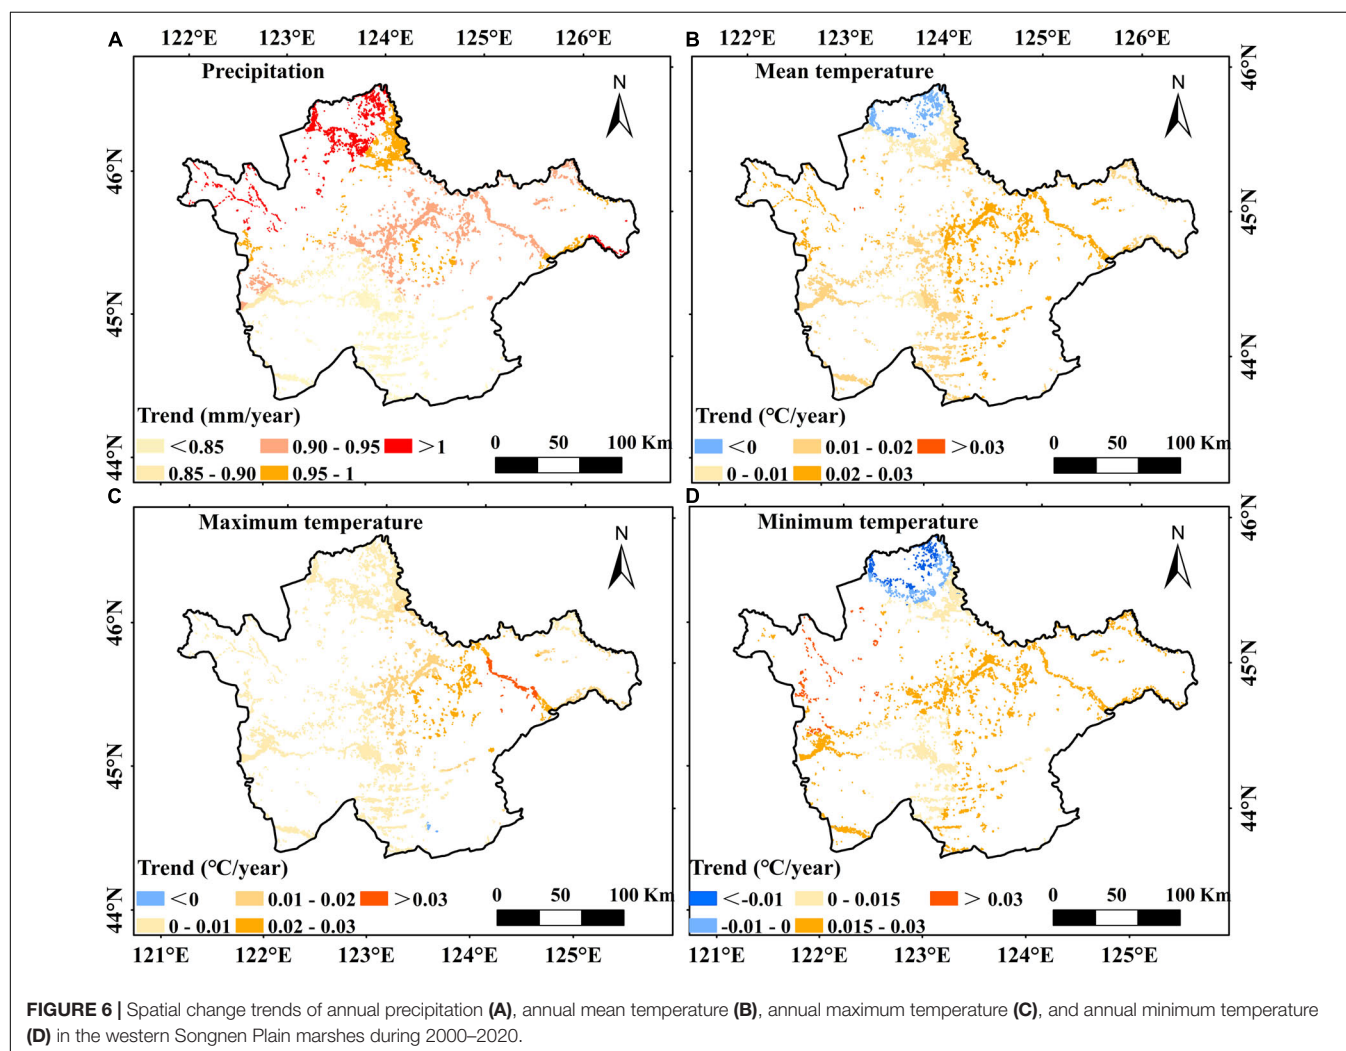 A
122°E 123°E 124°E 125°E 126°E
Precipitation
N
46°N
45°N
44°N
Trend (mm/year)
<0.85
0.90 - 0.95
>1
0.85 - 0.90
0.95 - 1
0 50 100 Km
B
122°E 123°E 124°E 125°E 126°E
Mean temperature
N
46°N
45°N
44°N
Trend (°C/year)
<0
0.01 - 0.02
>0.03
0 - 0.01
0.02 - 0.03
0 50 100 Km
C
Maximum temperature
N
46°N
45°N
44°N
Trend (°C/year)
<0
0.01 - 0.02
>0.03
0 - 0.01
0.02 - 0.03
0 50 100 Km
121°E 122°E 123°E 124°E 125°E
D
Minimum temperature
N
46°N
45°N
44°N
Trend (°C/year)
<-0.01
0 - 0.015
> 0.03
-0.01 - 0
0.015 - 0.03
0 50 100 Km
121°E 122°E 123°E 124°E 125°E
FIGURE 6 | Spatial change trends of annual precipitation (A), annual mean temperature (B), annual maximum temperature (C), and annual minimum temperature
(D) in the western Songnen Plain marshes during 2000–2020.